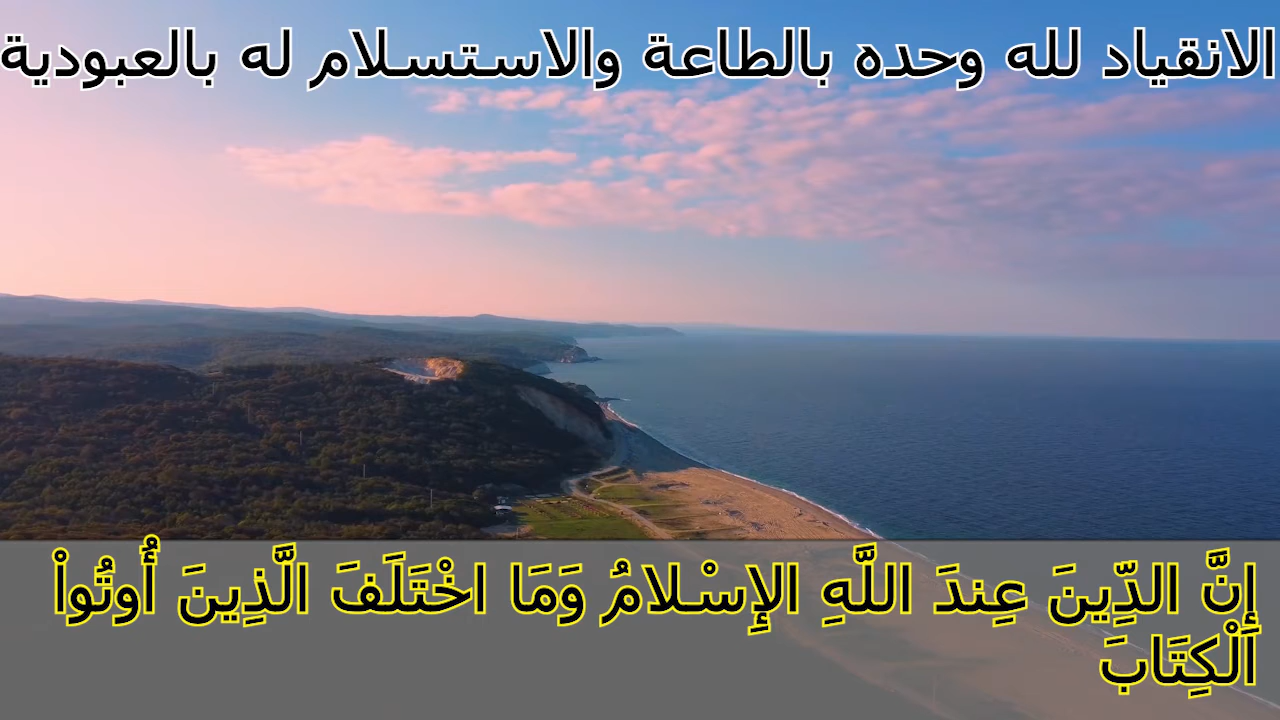 الانقياد لله وحده بالطاعة والاستسلام له بالعبودية
إِنَّ الدِّينَ عِندَ اللَّهِ الإِسْلامُ وَمَا اخْتَلَفَ الَّذِينَ أُوتُواْ
الْكِتَابَ